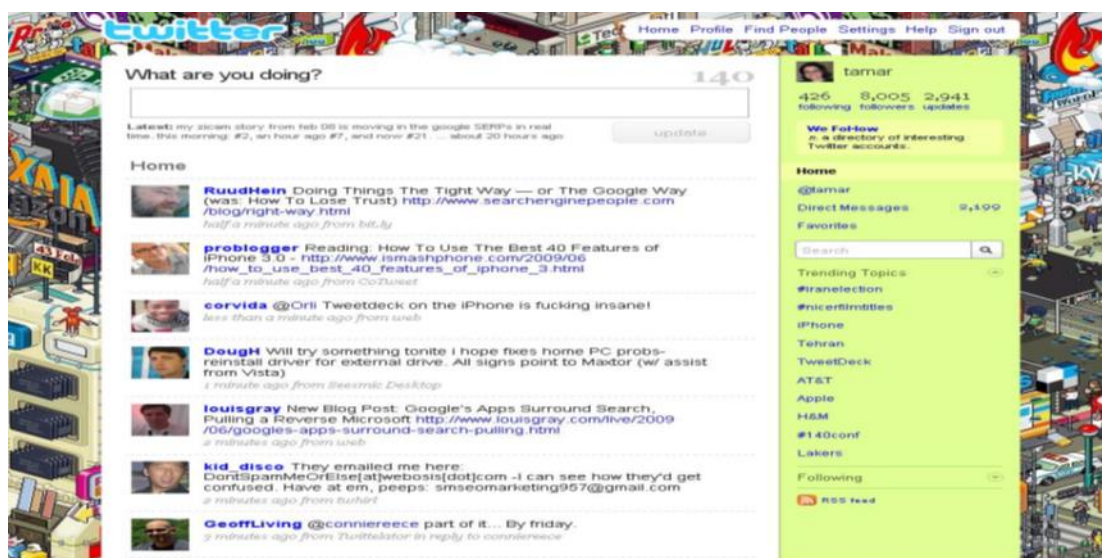 twitter
Home Profile Find People Settings Help Sign out
What are you doing?
140
Latest: my zicam story from feb 08 is moving in the google SERPs in real
time. this morning: #2, an hour ago #7, and now #21. ... about 20 hours ago
update
Home
RuudHein Doing Things The Tight Way — or The Google Way
(was: How To Lose Trust) http://www.searchenginepeople.com
/blog/right-way.html
half a minute ago from bit.ly
problogger Reading: How To Use The Best 40 Features of
iPhone 3.0 - http://www.ismashphone.com/2009/06
/how_to_use_best_40_features_of_iphone_3.html
half a minute ago from CoTweet
corvida @Orli Tweetdeck on the iPhone is fucking insane!
less than a minute ago from web
DougH Will try something tonite i hope fixes home PC probs-
reinstall driver for external drive. All signs point to Maxtor (w/ assist
from Vista)
1 minute ago from Seesmic Desktop
louisgray New Blog Post: Google's Apps Surround Search,
Pulling a Reverse Microsoft http://www.louisgray.com/live/2009
/06/googles-apps-surround-search-pulling.html
2 minutes ago from web
kid_disco They emailed me here:
DontSpamMeOrElse[at]webosis[dot]com -I can see how they'd get
confused. Have at em, peeps: smseomarketing957@gmail.com
2 minutes ago from twhirl
GeoffLiving @conniereece part of it... By friday.
3 minutes ago from Twittelator in reply to conniereece
tamar
426 8,005 2,941
following followers updates
We Follow
n. a directory of interesting
Twitter accounts.
Home
@tamar
Direct Messages 2,199
Favorites
Search
Trending Topics
#iranelection
#nicerfilmtitles
iPhone
Tehran
TweetDeck
AT&T
Apple
H&M
#140conf
Lakers
Following
RSS feed
43 Fol
KK